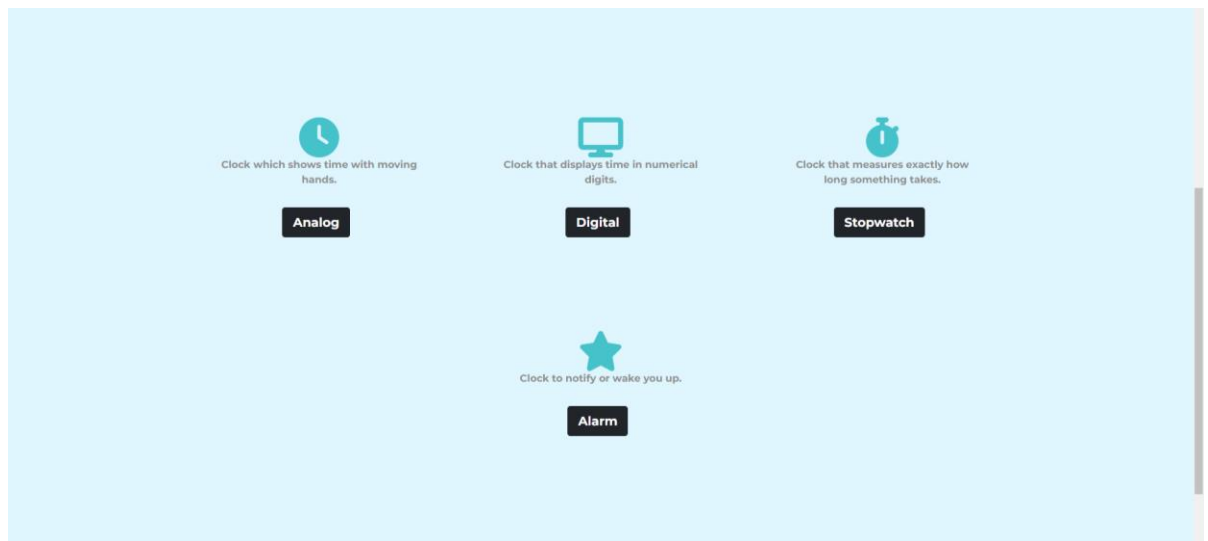 Clock which shows time with moving
hands.
Analog
Clock that displays time in numerical
digits.
Digital
Clock that measures exactly how
long something takes.
Stopwatch
Clock to notify or wake you up.
Alarm